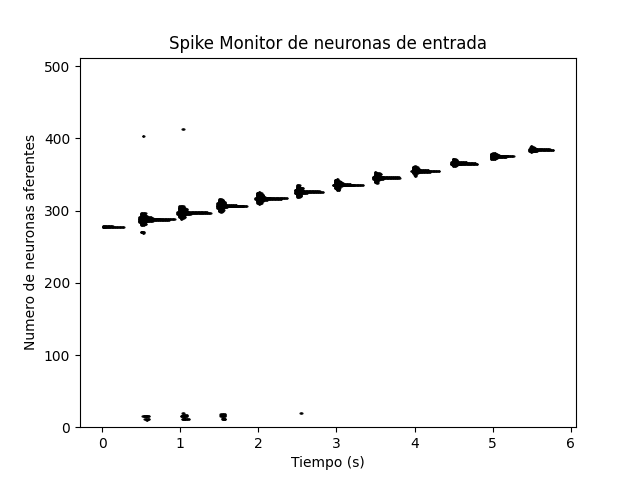 Spike Monitor de neuronas de entrada
500
400
300
200
100
0
Numero de neuronas aferentes
0 1 2 3 4 5 6
Tiempo (s)